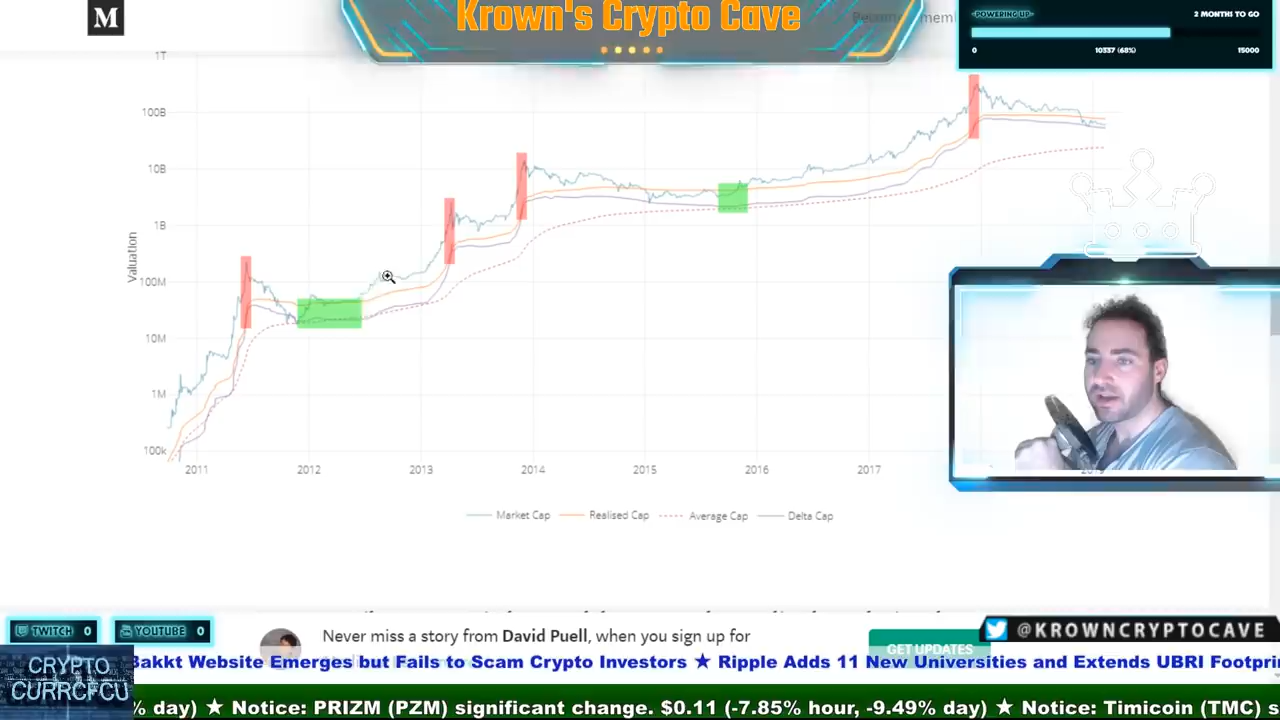 M
Krown's Crypto Cave
POWERING UP
2 MONTHS TO GO
0
10337 (68%)
15000
1T
100B
10B
1B
100M
10M
1M
100k
Valuation
2011
2012
2013
2014
2015
2016
2017
Market Cap
Realised Cap
Average Cap
Delta Cap
Never miss a story from David Puell, when you sign up for
GET UPDATES
TWITCH 0
YOUTUBE 0
@KROWNCRYPTOCAVE
CRYPTO
Bakkt Website Emerges but Fails to Scam Crypto Investors ★ Ripple Adds 11 New Universities and Extends UBRI Footpri
% day) ★ Notice: PRIZM (PZM) significant change. $0.11 (-7.85% hour, -9.49% day) ★ Notice: Timicoin (TMC) s